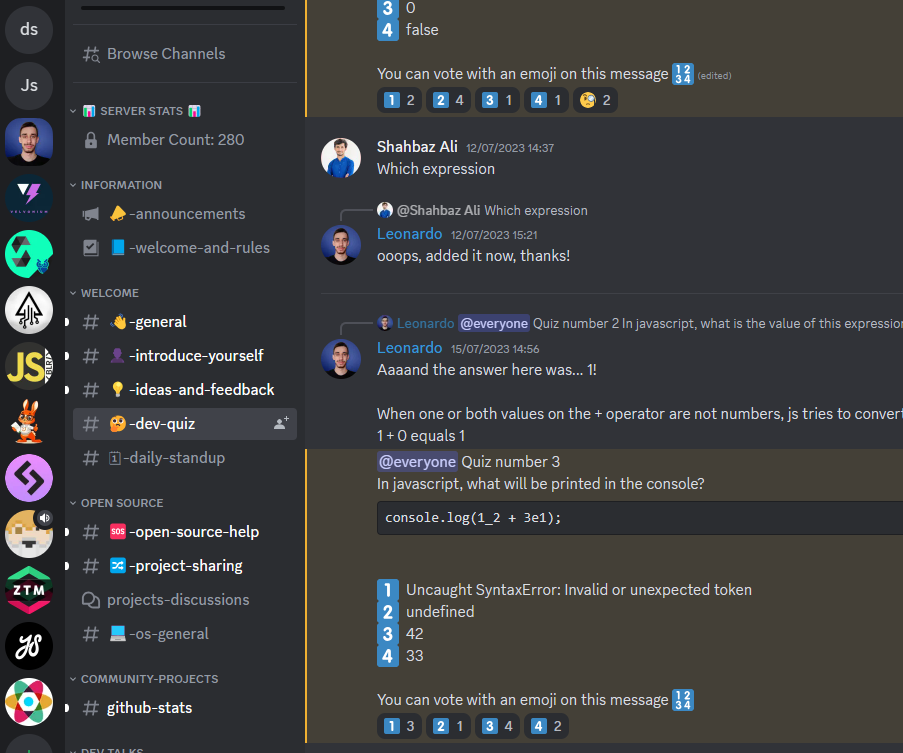 ds
Js
VULCANICO
JS
BLR
ZTM
JS
Browse Channels
SERVER STATS
Member Count: 280
INFORMATION
-announcements
-welcome-and-rules
WELCOME
-general
-introduce-yourself
-ideas-and-feedback
-dev-quiz
1 -daily-standup
OPEN SOURCE
SOS -open-source-help
-project-sharing
projects-discussions
-os-general
COMMUNITY-PROJECTS
github-stats
DEV TALKS
3 0
4 false
You can vote with an emoji on this message 1234 (edited)
1 2 2 4 3 1 4 1 2
Shahbaz Ali 12/07/2023 14:37
Which expression
@Shahbaz Ali Which expression
Leonardo 12/07/2023 15:21
ooops, added it now, thanks!
Leonardo @everyone Quiz number 2 In javascript, what is the value of this expression
Leonardo 15/07/2023 14:56
Aaaand the answer here was... 1!
When one or both values on the + operator are not numbers, js tries to convert
1 + 0 equals 1
@everyone Quiz number 3
In javascript, what will be printed in the console?
console.log(1_2 + 3e1);
1 Uncaught SyntaxError: Invalid or unexpected token
2 undefined
3 42
4 33
You can vote with an emoji on this message 1234
1 3 2 1 3 4 4 2